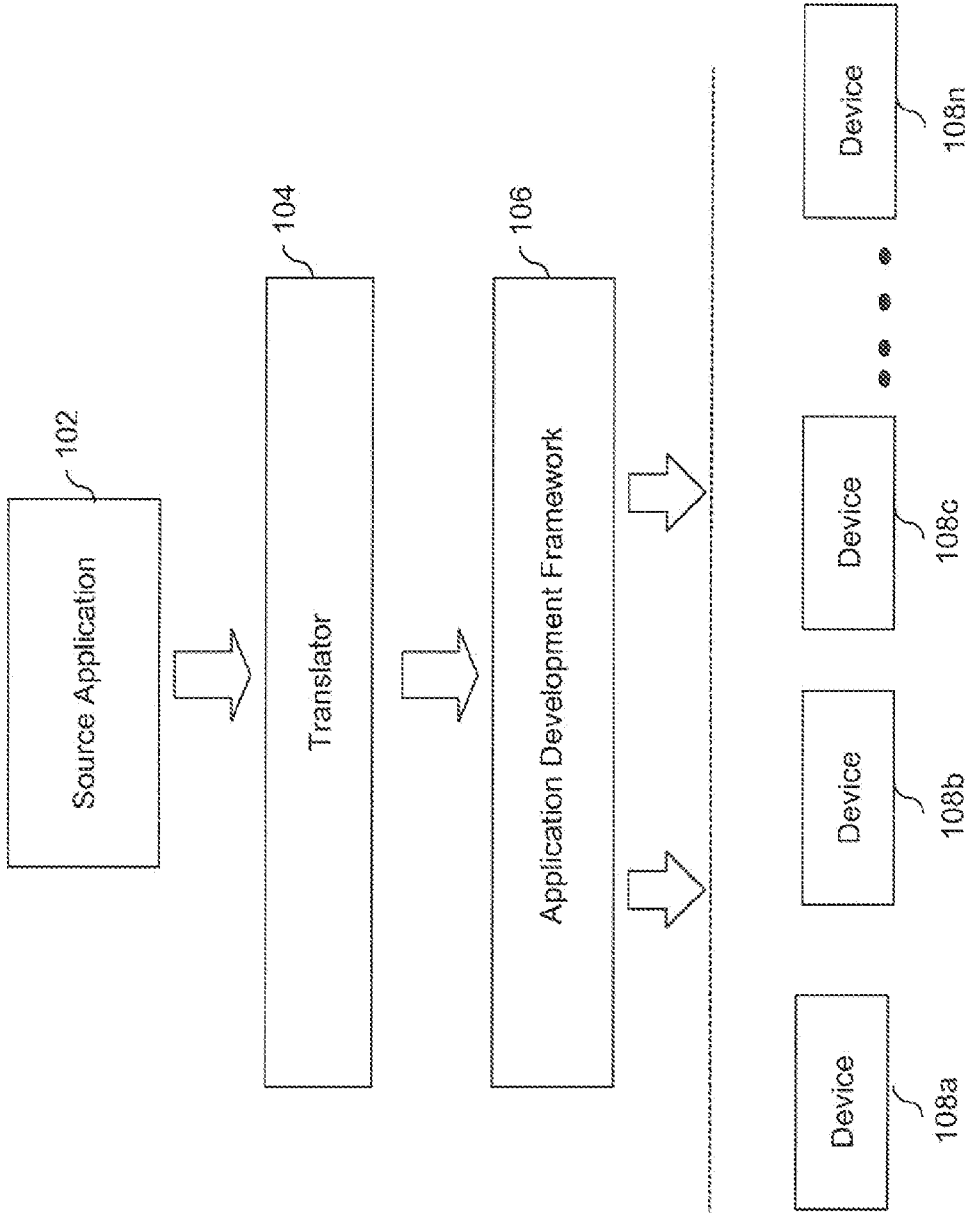 Source Application
102
Translator
104
Application Development Framework
106
Device
108a
Device
108b
Device
108c
Device
108n